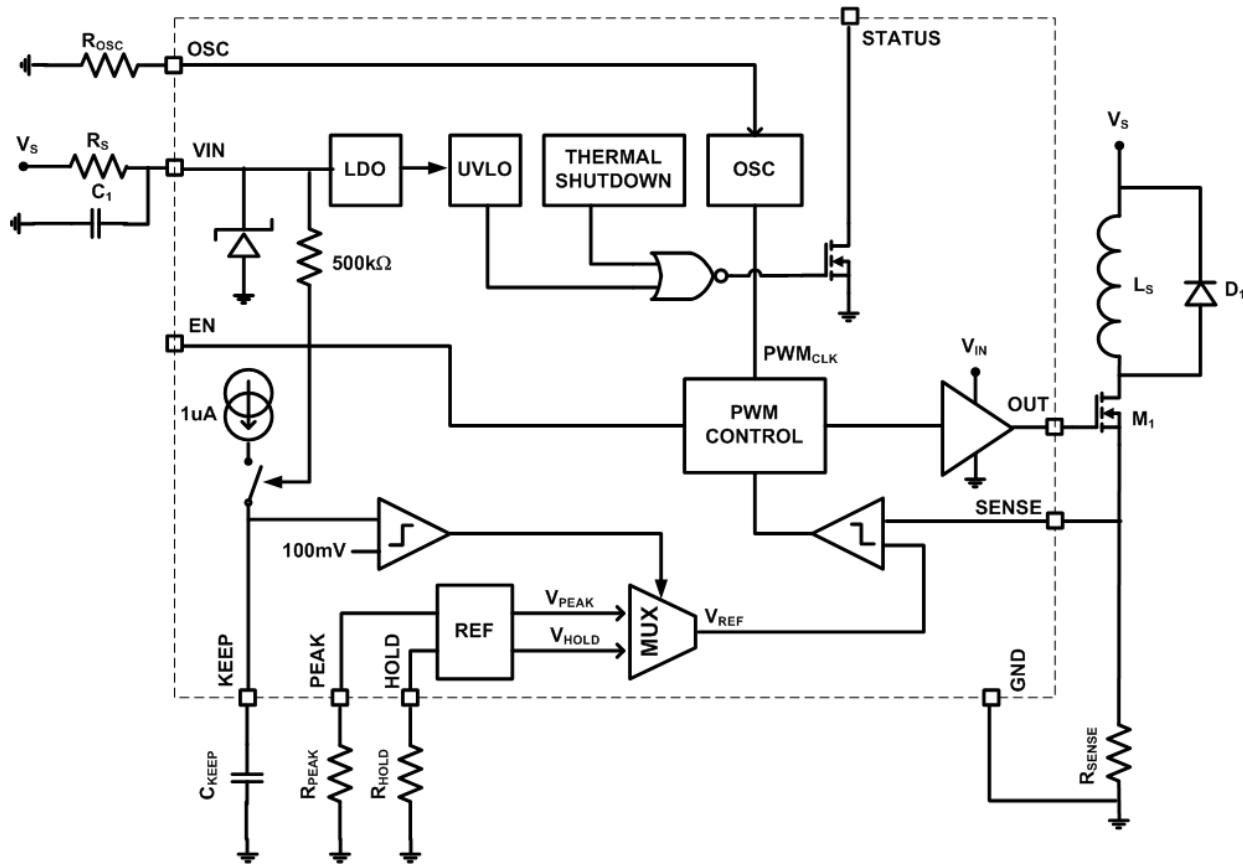 STATUS
ROSC
OSC
VS
RS
VIN
C1
LDO
UVLO
THERMAL
SHUTDOWN
OSC
VS
500kΩ
LS
D1
EN
PWMCLK
VIN
1uA
PWM
CONTROL
OUT
M1
SENSE
100mV
REF
VPEAK
VHOLD
MUX
VREF
KEEP
PEAK
HOLD
GND
CKEEP
RPEAK
RHOLD
RSENSE